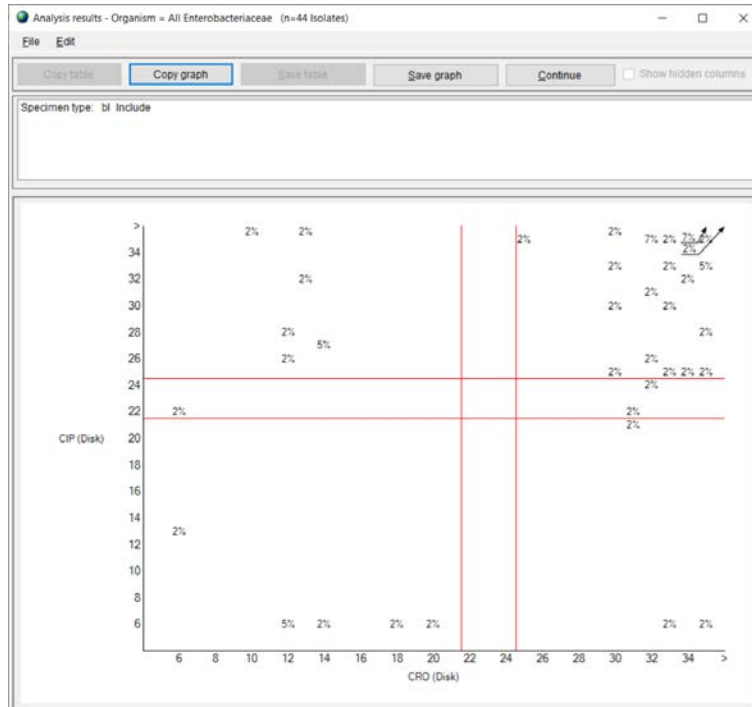 Analysis results - Organism = All Enterobacteriaceae   (n=44 Isolates)
File Edit
Copy table Copy graph Save table Save graph Continue Show hidden columns
Specimen type: bl Include
> 2% 2% 2%
34 2% 7% 2% 7% 2%
2%
2% 2% 5%
32 2% 2%
2%
30 2% 2%
28 2% 2%
5%
26 2% 2%
2% 2% 2% 2%
24 2%
22 2% 2%
2%
CIP (Disk) 20
18
16
14
2%
12
10
8
6 5% 2% 2% 2% 2% 2%
6 8 10 12 14 16 18 20 22 24 26 28 30 32 34 >
CRO (Disk)